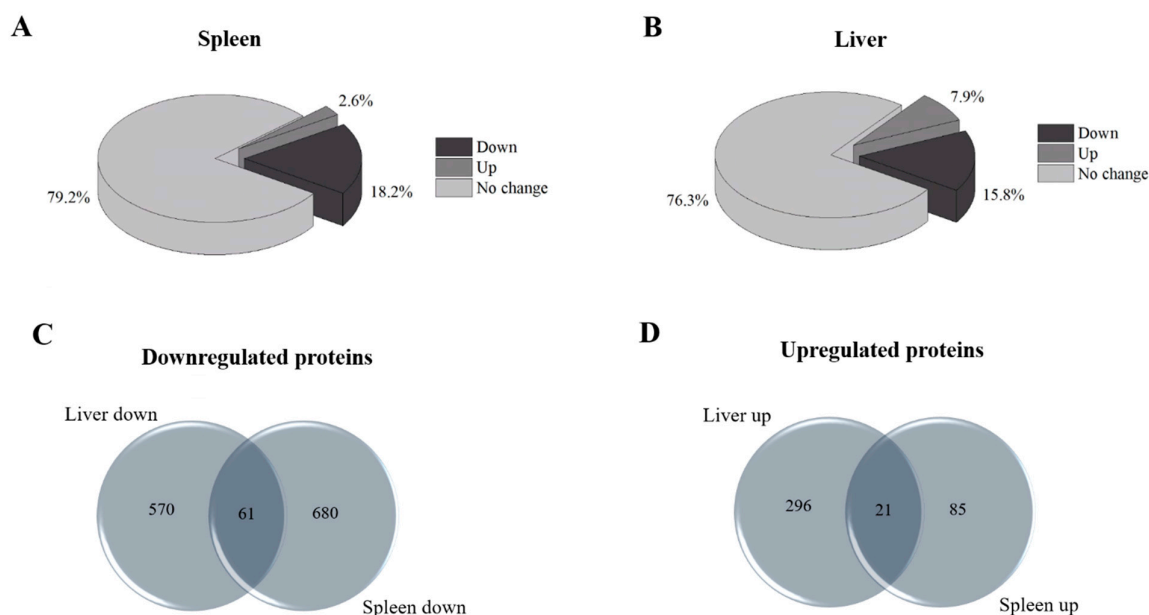 A
Spleen
2.6%
Down
Up
No change
18.2%
79.2%
B
Liver
7.9%
Down
Up
No change
15.8%
76.3%
C
Downregulated proteins
Liver down
570
61
680
Spleen down
D
Upregulated proteins
Liver up
296
21
85
Spleen up